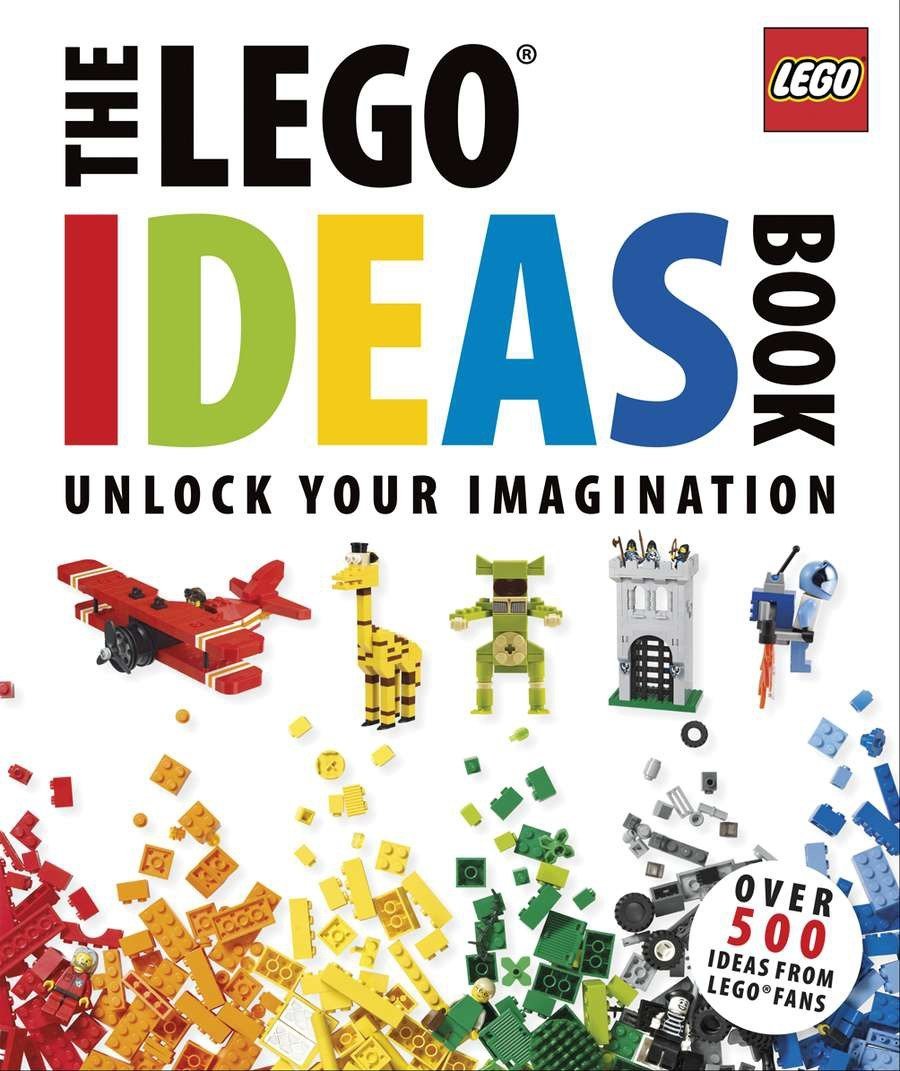 THE LEGO®
LEGO
IDEAS
BOOK
UNLOCK YOUR IMAGINATION
OVER
500
IDEAS FROM
LEGO® FANS